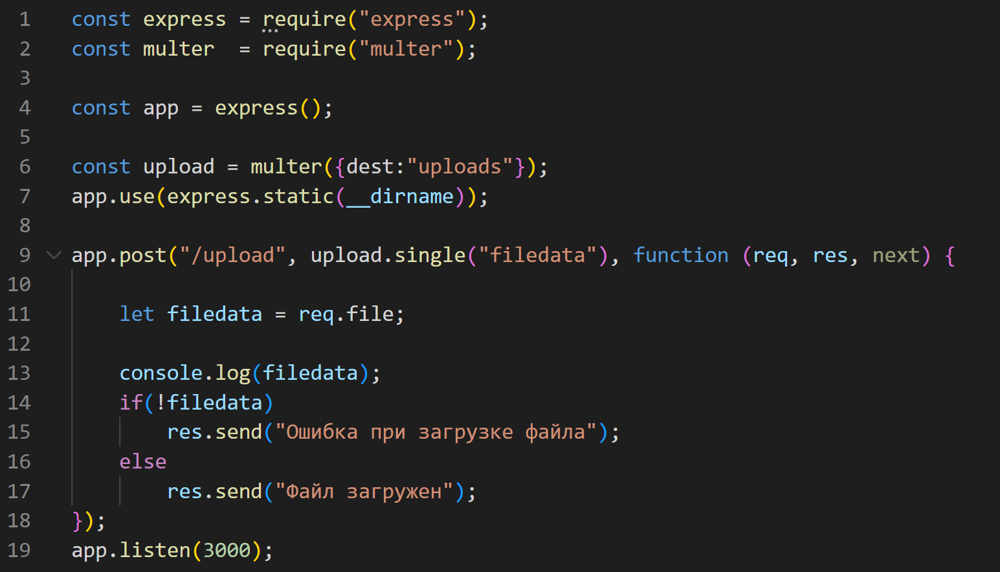 1 const express = require("express");
2 const multer  = require("multer");
3
4 const app = express();
5
6 const upload = multer({dest:"uploads"});
7 app.use(express.static(__dirname));
8
9 app.post("/upload", upload.single("filedata"), function (req, res, next) {
10
11     let filedata = req.file;
12
13     console.log(filedata);
14     if(!filedata)
15         res.send("Ошибка при загрузке файла");
16     else
17         res.send("Файл загружен");
18 });
19 app.listen(3000);